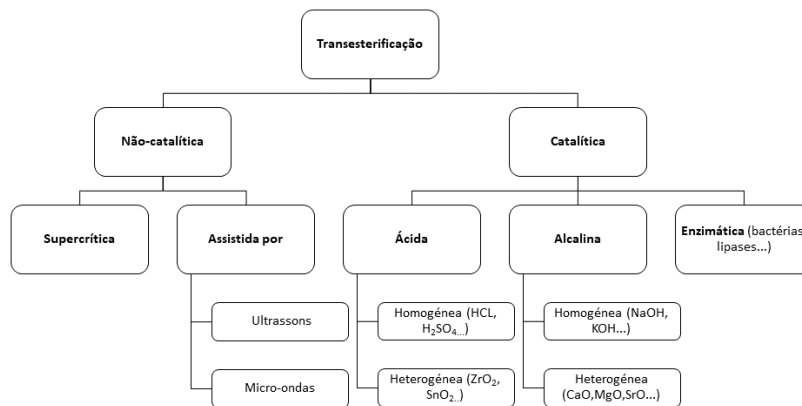 Transesterificação
Não-catalítica
Catalítica
Supercrítica
Assistida por
Ácida
Alcalina
Enzimática (bactérias,
lipases...)
Ultrassons
Homogénea (HCL,
H₂SO₄...)
Homogénea (NaOH,
KOH...)
Micro-ondas
Heterogénea (ZrO₂,
SnO₂..)
Heterogénea
(CaO,MgO,SrO...)